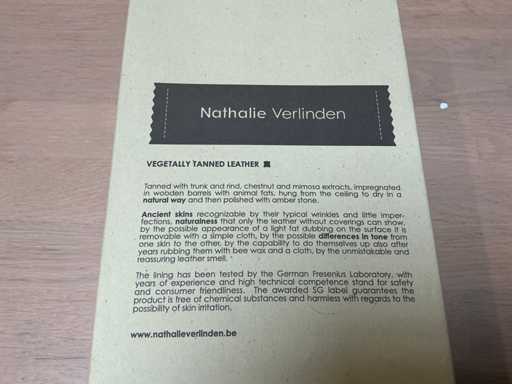 Nathalie Verlinden
VEGETALLY TANNED LEATHER
Tanned with trunk and rind, chestnut and mimosa extracts, impregnated
in wooden barrels with animal fats, hung from the ceiling to dry in a
natural way and then polished with amber stone.
Ancient skins recognizable by their typical wrinkles and little imper-
fections, naturalness that only the leather without coverings can show,
by the possible appearance of a light fat dubbing on the surface it is
removable with a simple cloth, by the possible differences in tone from
one skin to the other, by the capability to do themselves up also after
years rubbing them with bee wax and a cloth, by the unmistakable and
reassuring leather smell.
The lining has been tested by the German Fresenius Laboratory, with
years of experience and high technical competence stand for safety
and consumer friendliness. The awarded SG label guarantees the
product is free of chemical substances and harmless with regards to the
possibility of skin irritation.
www.nathalieverlinden.be